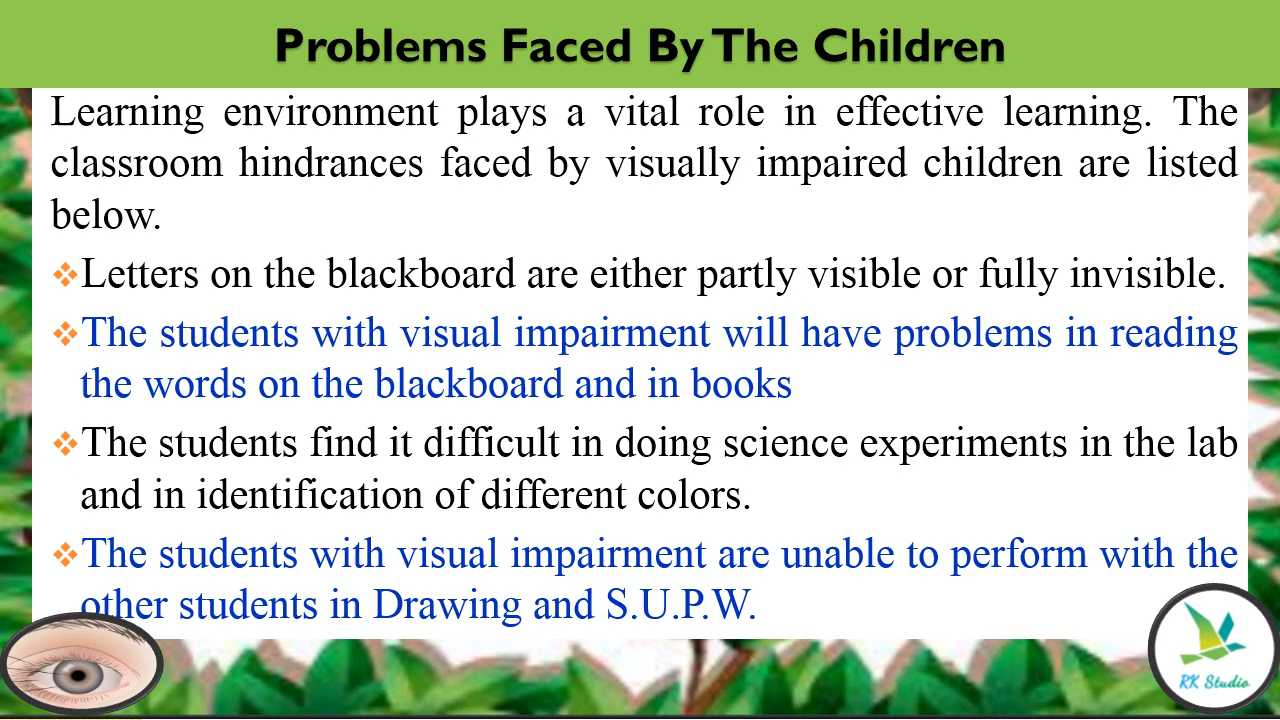 Problems Faced By The Children
Learning environment plays a vital role in effective learning. The
classroom hindrances faced by visually impaired children are listed
below.
❖Letters on the blackboard are either partly visible or fully invisible.
❖The students with visual impairment will have problems in reading
the words on the blackboard and in books
❖The students find it difficult in doing science experiments in the lab
and in identification of different colors.
❖The students with visual impairment are unable to perform with the
other students in Drawing and S.U.P.W.
RK Studio